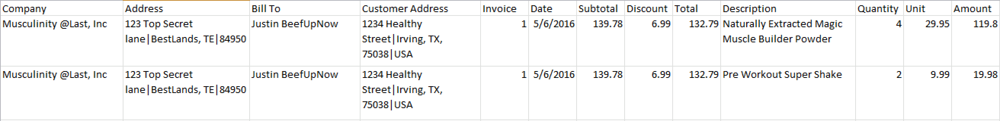 Company Address Bill To Customer Address Invoice Date Subtotal Discount Total Description Quantity Unit Amount
Musculinity @Last, Inc 123 Top Secret Justin BeefUpNow 1234 Healthy 1 5/6/2016 139.78 6.99 132.79 Naturally Extracted Magic 4 29.95 119.8
lane|BestLands, TE|84950 Street|Irving, TX, Muscle Builder Powder
75038|USA
Musculinity @Last, Inc 123 Top Secret Justin BeefUpNow 1234 Healthy 1 5/6/2016 139.78 6.99 132.79 Pre Workout Super Shake 2 9.99 19.98
lane|BestLands, TE|84950 Street|Irving, TX,
75038|USA